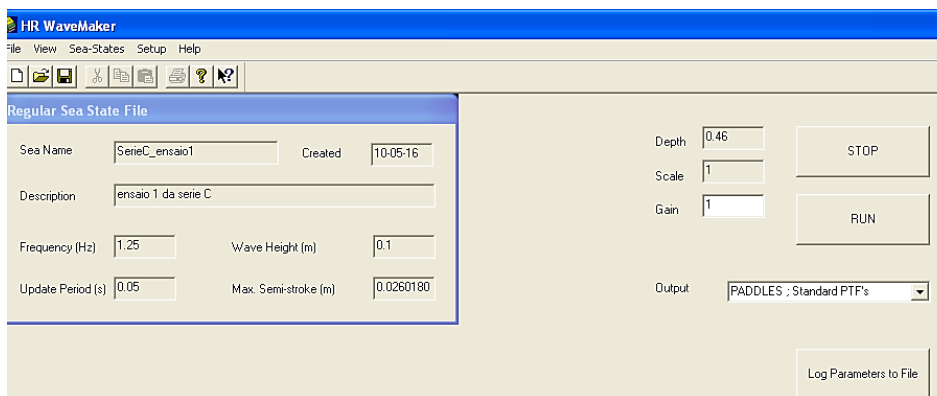 HR WaveMaker
File View Sea-States Setup Help
Regular Sea State File
Sea Name SerieC_ensaio1 Created 10-05-16
Description ensaio 1 da serie C
Frequency (Hz) 1.25 Wave Height (m) 0.1
Update Period (s) 0.05 Max. Semi-stroke (m) 0.0260180
Depth 0.46
Scale 1
Gain 1
STOP
RUN
Output PADDLES ; Standard PTF's
Log Parameters to File